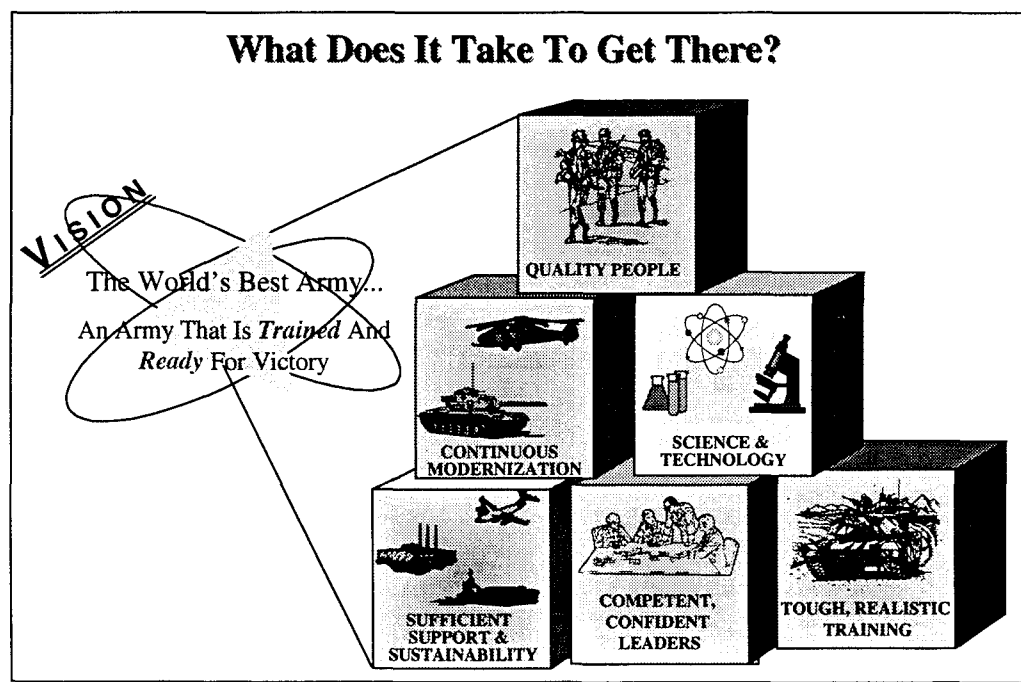 What Does It Take To Get There?
VISION
The World's Best Army...
An Army That Is Trained And
Ready For Victory
QUALITY PEOPLE
CONTINUOUS
MODERNIZATION
SCIENCE &
TECHNOLOGY
SUFFICIENT
SUPPORT &
SUSTAINABILITY
COMPETENT,
CONFIDENT
LEADERS
TOUGH, REALISTIC
TRAINING